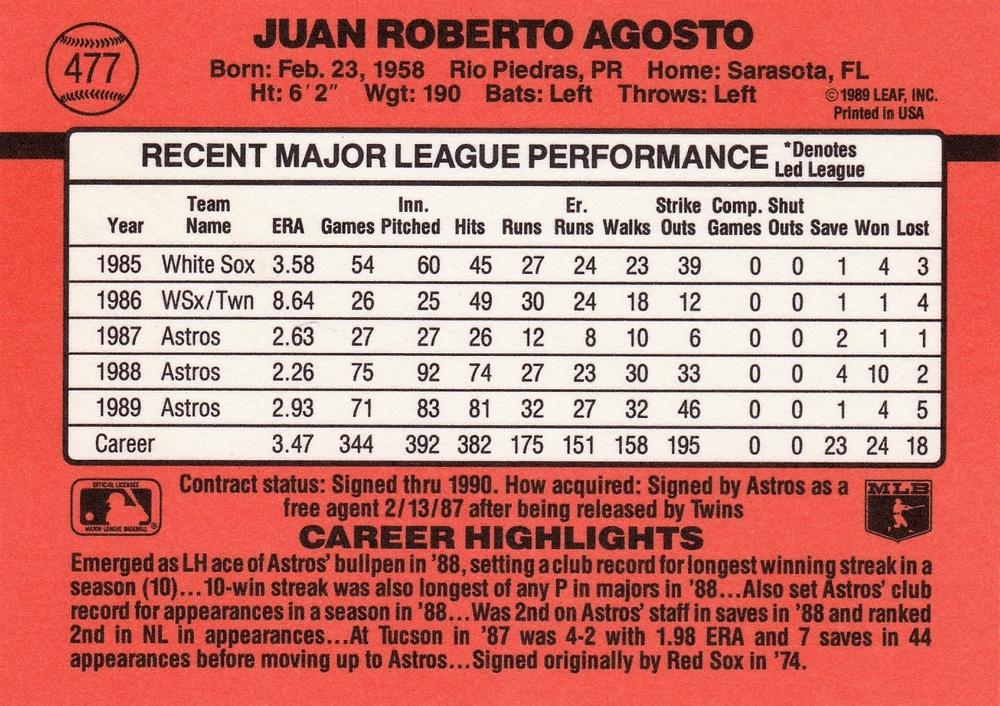 JUAN ROBERTO AGOSTO
477
Born: Feb. 23, 1958 Rio Piedras, PR Home: Sarasota, FL
Ht: 6'2" Wgt: 190 Bats: Left Throws: Left
©1989 LEAF, INC.
Printed in USA
RECENT MAJOR LEAGUE PERFORMANCE *Denotes Led League
Year Team Name ERA Games Inn. Pitched Hits Runs Er. Runs Walks Strike Outs Comp. Games Shut Outs Save Won Lost
1985 White Sox 3.58 54 60 45 27 24 23 39 0 0 1 4 3
1986 WSx/Twn 8.64 26 25 49 30 24 18 12 0 0 1 1 4
1987 Astros 2.63 27 27 26 12 8 10 6 0 0 2 1 1
1988 Astros 2.26 75 92 74 27 23 30 33 0 0 4 10 2
1989 Astros 2.93 71 83 81 32 27 32 46 0 0 1 4 5
Career 3.47 344 392 382 175 151 158 195 0 0 23 24 18
OFFICIAL LICENSEE
MAJOR LEAGUE BASEBALL
®
Contract status: Signed thru 1990. How acquired: Signed by Astros as a
free agent 2/13/87 after being released by Twins
MLB
CAREER HIGHLIGHTS
Emerged as LH ace of Astros' bullpen in '88, setting a club record for longest winning streak in a
season (10)...10-win streak was also longest of any P in majors in '88...Also set Astros' club
record for appearances in a season in '88...Was 2nd on Astros' staff in saves in '88 and ranked
2nd in NL in appearances...At Tucson in '87 was 4-2 with 1.98 ERA and 7 saves in 44
appearances before moving up to Astros...Signed originally by Red Sox in '74.